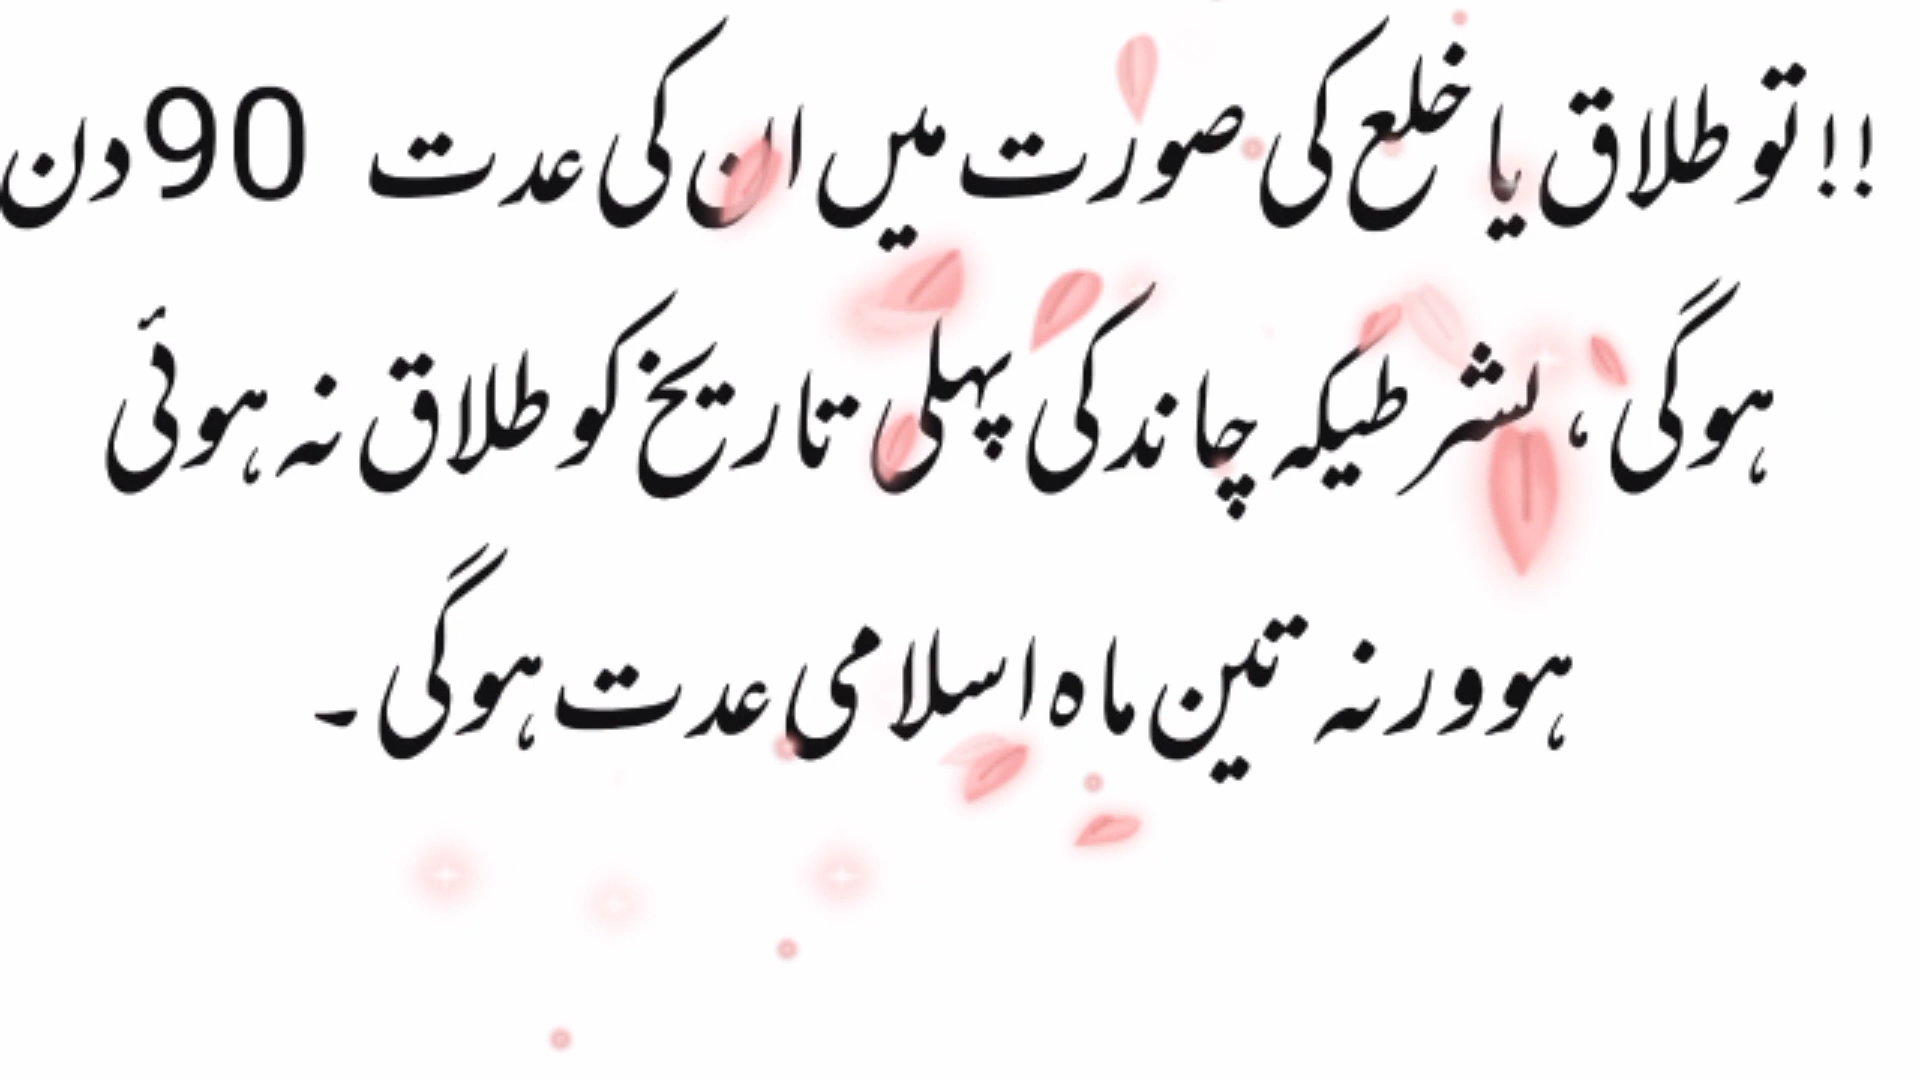 !!تو طلاق یا خلع کی صورت میں ان کی عدت 90 دن
ہوگی، بشرطیکہ چاند کی پہلی تاریخ کو طلاق نہ ہوئی
ہو ورنہ تین ماہ اسلامی عدت ہوگی۔